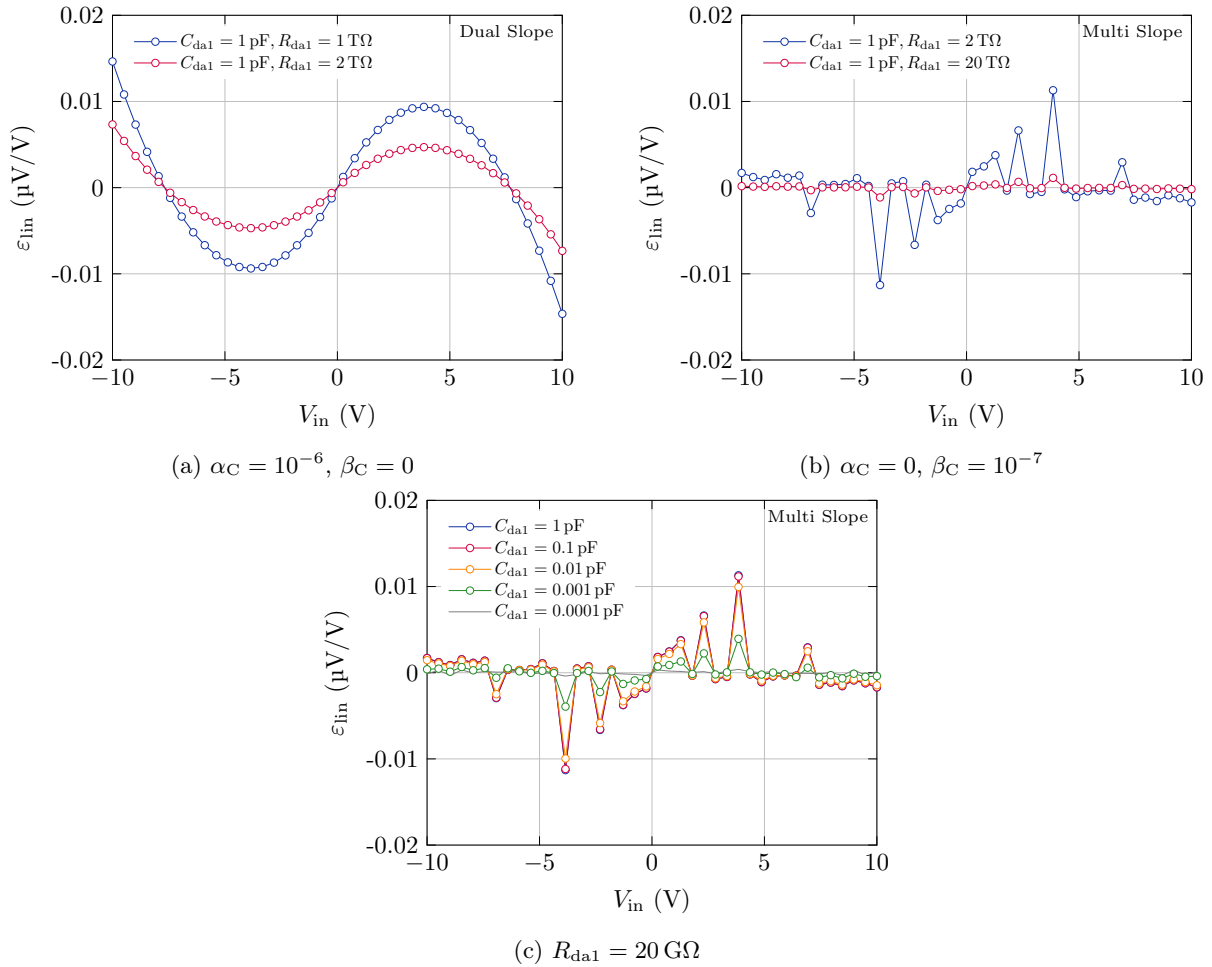 0.02
0.01
0
-0.01
-0.02
−10
−5
0
5
10
ε_lin (µV/V)
V_in (V)
C_da1 = 1 pF, R_da1 = 1 TΩ
C_da1 = 1 pF, R_da1 = 2 TΩ
Dual Slope
(a) α_C = 10^−6, β_C = 0
0.02
0.01
0
-0.01
-0.02
−10
−5
0
5
10
ε_lin (µV/V)
V_in (V)
C_da1 = 1 pF, R_da1 = 2 TΩ
C_da1 = 1 pF, R_da1 = 20 TΩ
Multi Slope
(b) α_C = 0, β_C = 10^−7
0.02
0.01
0
-0.01
-0.02
−10
−5
0
5
10
ε_lin (µV/V)
V_in (V)
C_da1 = 1 pF
C_da1 = 0.1 pF
C_da1 = 0.01 pF
C_da1 = 0.001 pF
C_da1 = 0.0001 pF
Multi Slope
(c) R_da1 = 20 GΩ